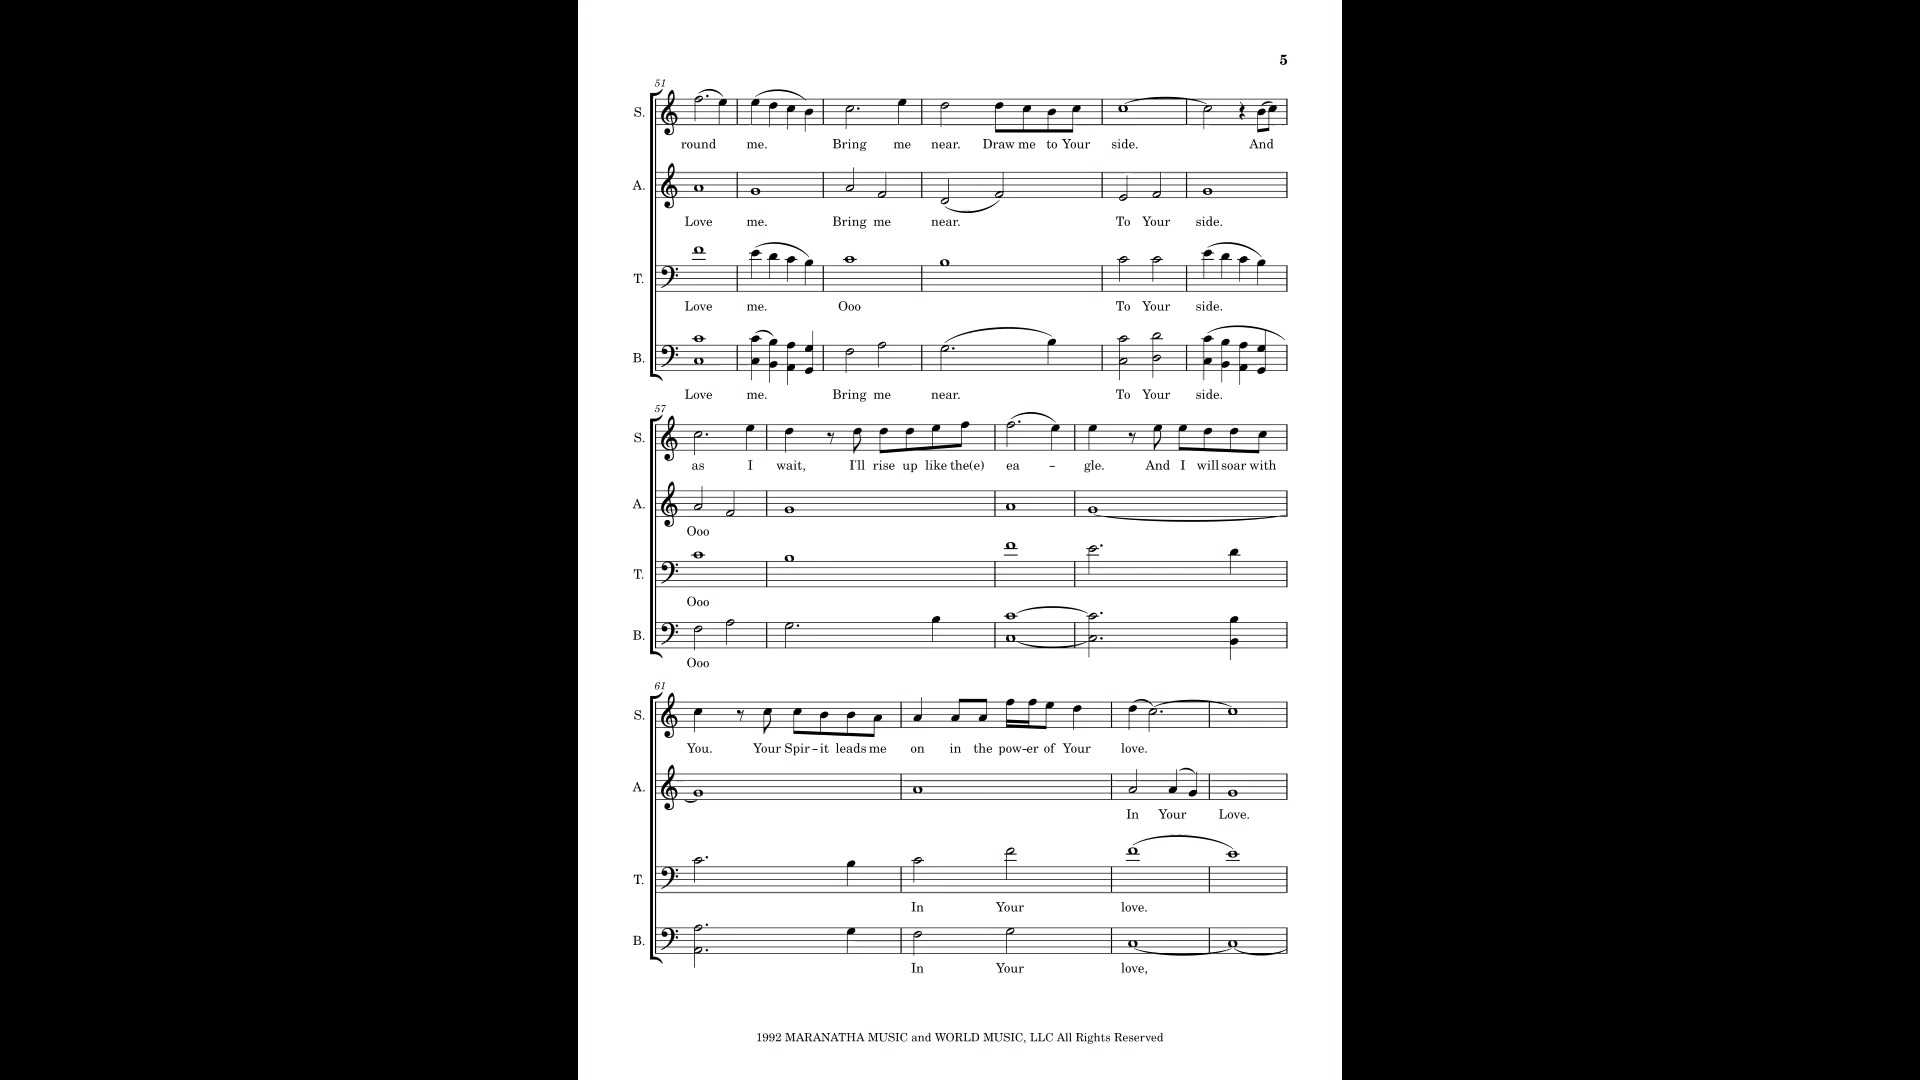 5
51
S.
round me. Bring me near. Draw me to Your side. And
A.
Love me. Bring me near. To Your side.
T.
Love me. Ooo To Your side.
B.
Love me. Bring me near. To Your side.
57
S.
as I wait, I'll rise up like the(e) ea - gle. And I will soar with
A.
Ooo
T.
Ooo
B.
Ooo
61
S.
You. Your Spir - it leads me on in the pow - er of Your love.
A.
In Your Love.
T.
In Your love.
B.
In Your love,
1992 MARANATHA MUSIC and WORLD MUSIC, LLC All Rights Reserved